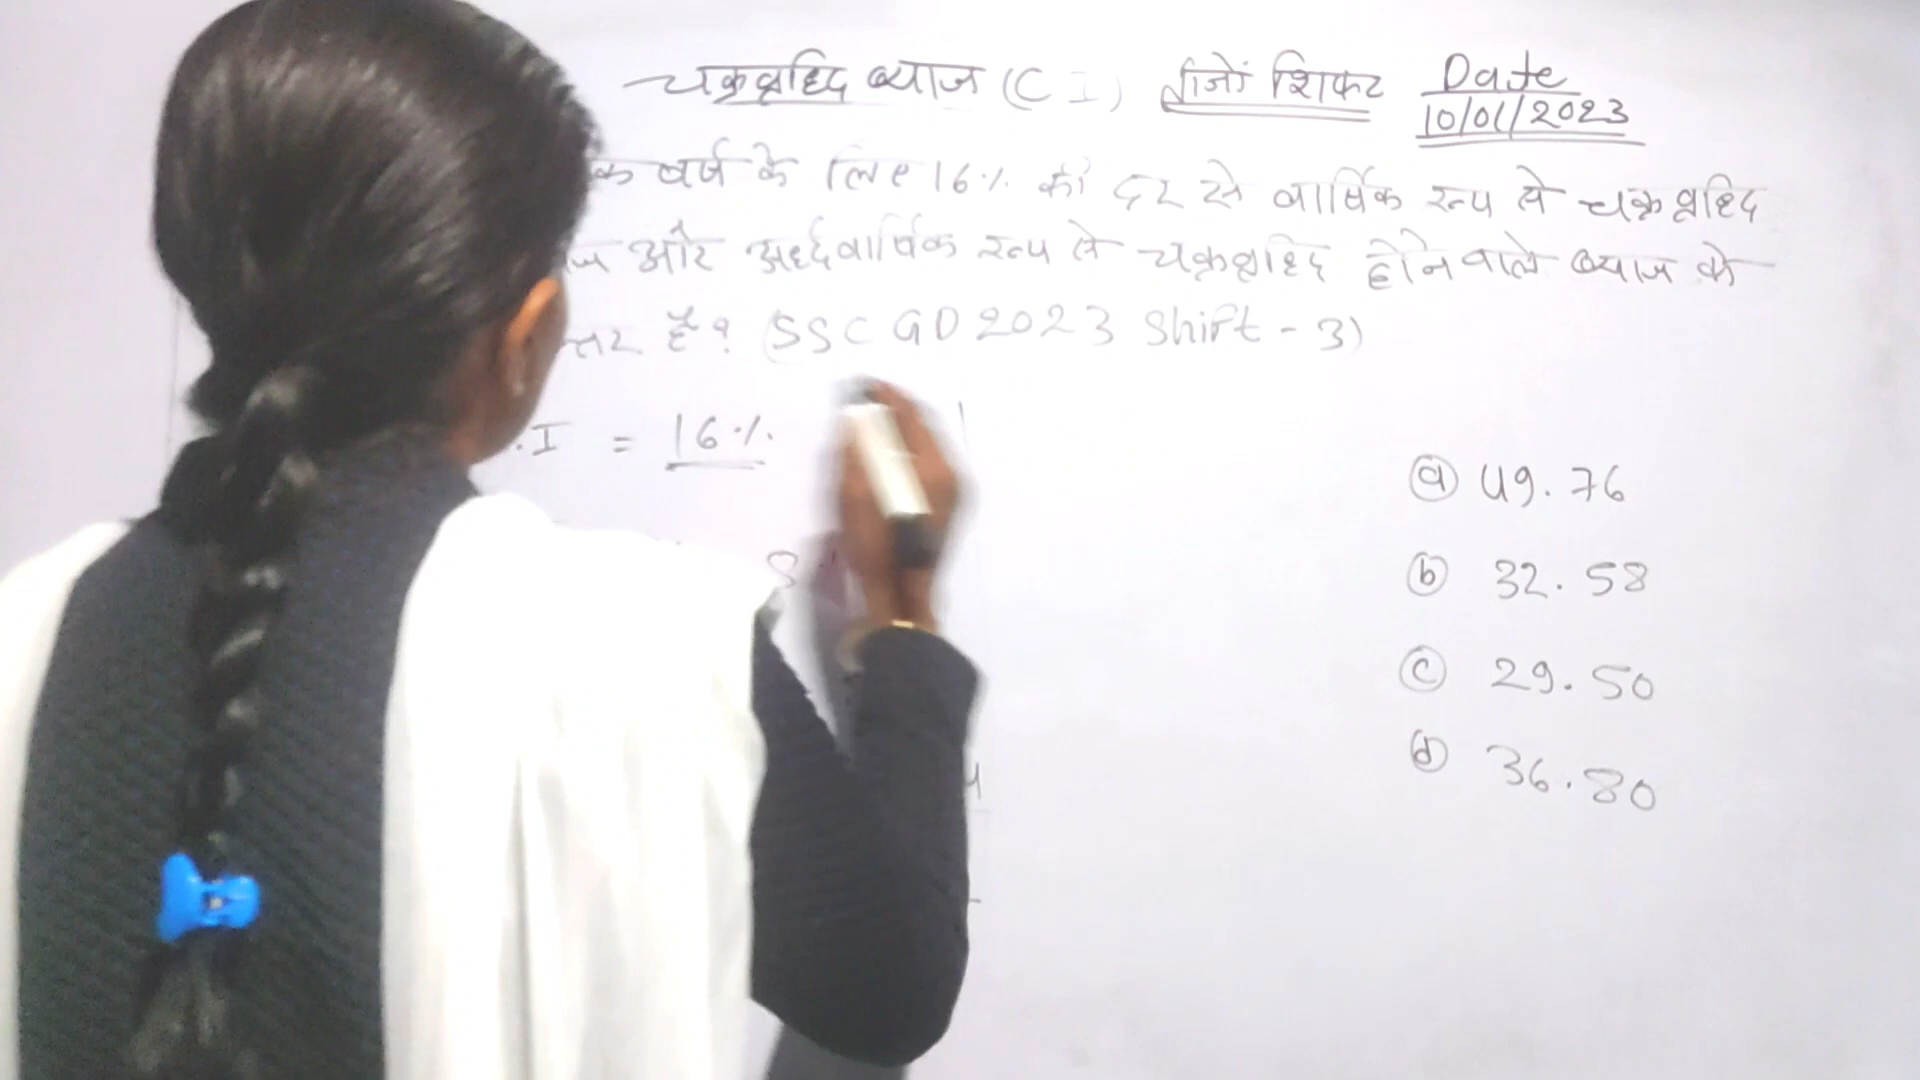 चक्रवृद्धि ब्याज (C I) तीजों शिफ्ट Date
10/01/2023
क वर्ष के लिए 16% की दर से वार्षिक रूप से चक्रवृद्धि
और अर्द्धवार्षिक रूप से चक्रवृद्धि होने वाले ब्याज के
न्तर है? (SSC GD 2023 Shift - 3)
.I = 16%
8
ⓐ 49.76
ⓑ 32.58
ⓒ 29.50
ⓓ 36.80